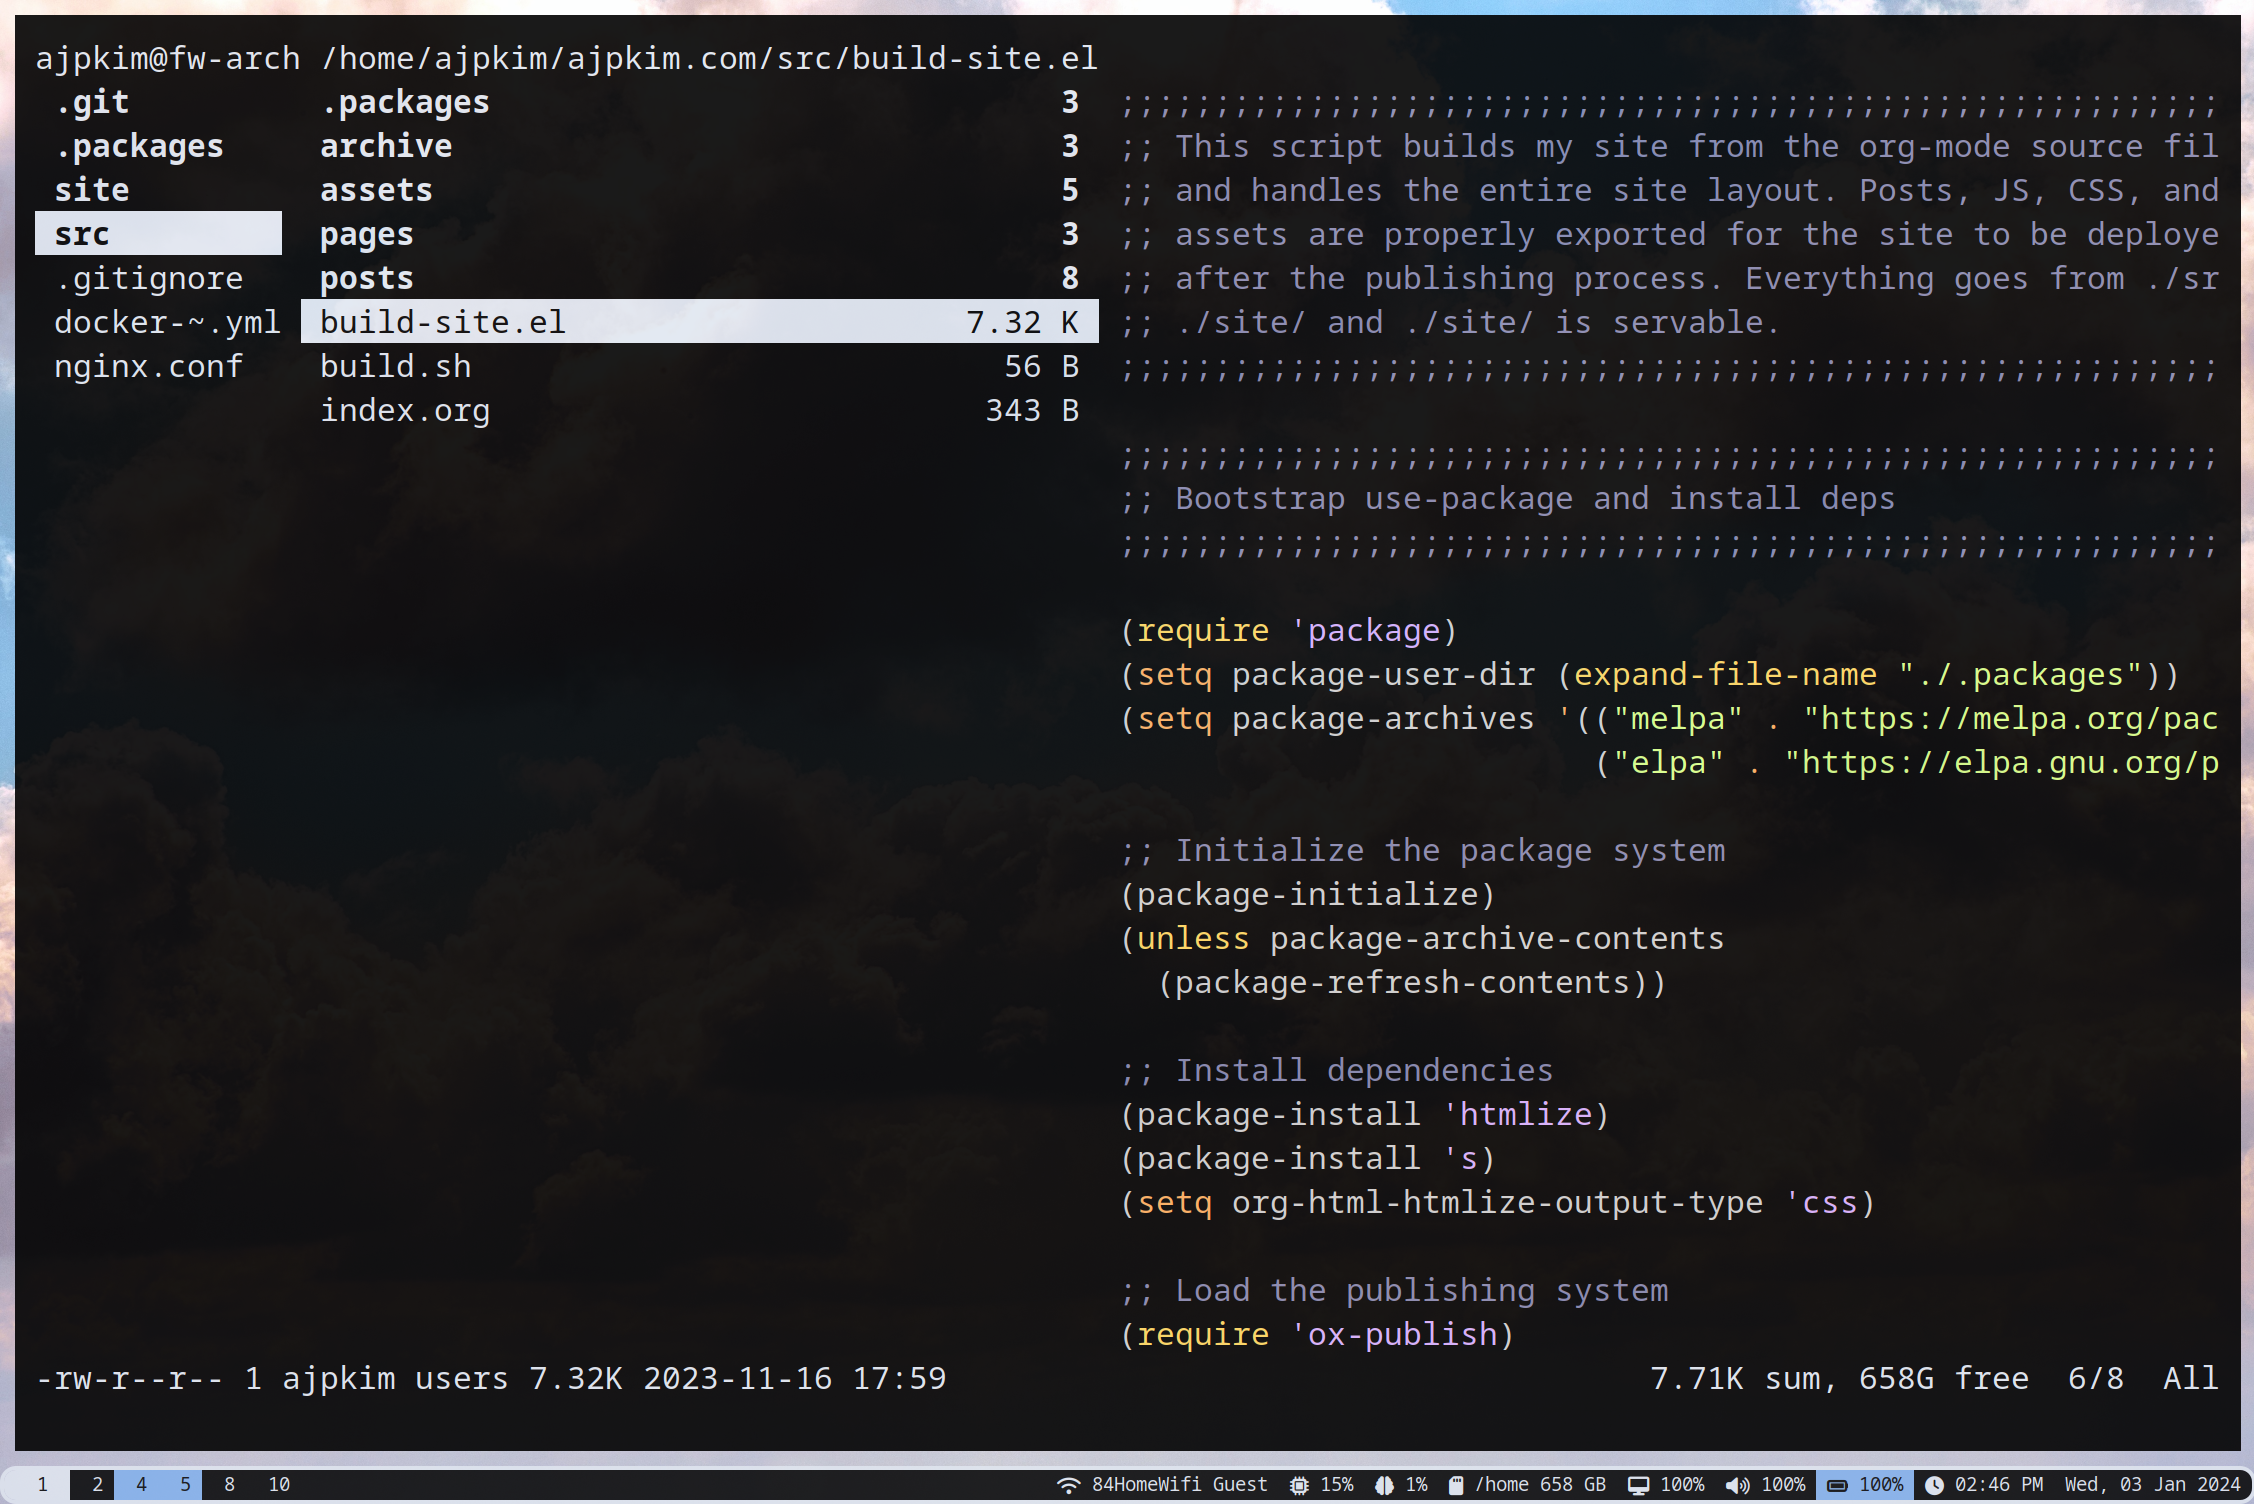 ajpkim@fw-arch /home/ajpkim/ajpkim.com/src/build-site.el
.git
.packages
site
src
.gitignore
docker-~.yml
nginx.conf
.packages 3
archive 3
assets 5
pages 3
posts 8
build-site.el 7.32 K
build.sh 56 B
index.org 343 B
;;;;;;;;;;;;;;;;;;;;;;;;;;;;;;;;;;;;;;;;;;;;;;;;;;;;;;;;;;
;; This script builds my site from the org-mode source fil
;; and handles the entire site layout. Posts, JS, CSS, and
;; assets are properly exported for the site to be deploye
;; after the publishing process. Everything goes from ./sr
;; ./site/ and ./site/ is servable.
;;;;;;;;;;;;;;;;;;;;;;;;;;;;;;;;;;;;;;;;;;;;;;;;;;;;;;;;;;
;;;;;;;;;;;;;;;;;;;;;;;;;;;;;;;;;;;;;;;;;;;;;;;;;;;;;;;;;;
;; Bootstrap use-package and install deps
;;;;;;;;;;;;;;;;;;;;;;;;;;;;;;;;;;;;;;;;;;;;;;;;;;;;;;;;;;
(require 'package)
(setq package-user-dir (expand-file-name "./.packages"))
(setq package-archives '(("melpa" . "https://melpa.org/pac
("elpa" . "https://elpa.gnu.org/p
;; Initialize the package system
(package-initialize)
(unless package-archive-contents
(package-refresh-contents))
;; Install dependencies
(package-install 'htmlize)
(package-install 's)
(setq org-html-htmlize-output-type 'css)
;; Load the publishing system
(require 'ox-publish)
-rw-r--r-- 1 ajpkim users 7.32K 2023-11-16 17:59 7.71K sum, 658G free 6/8 All
1 2 4 5 8 10 84HomeWifi Guest 15% 1% /home 658 GB 100% 100% 100% 02:46 PM Wed, 03 Jan 2024